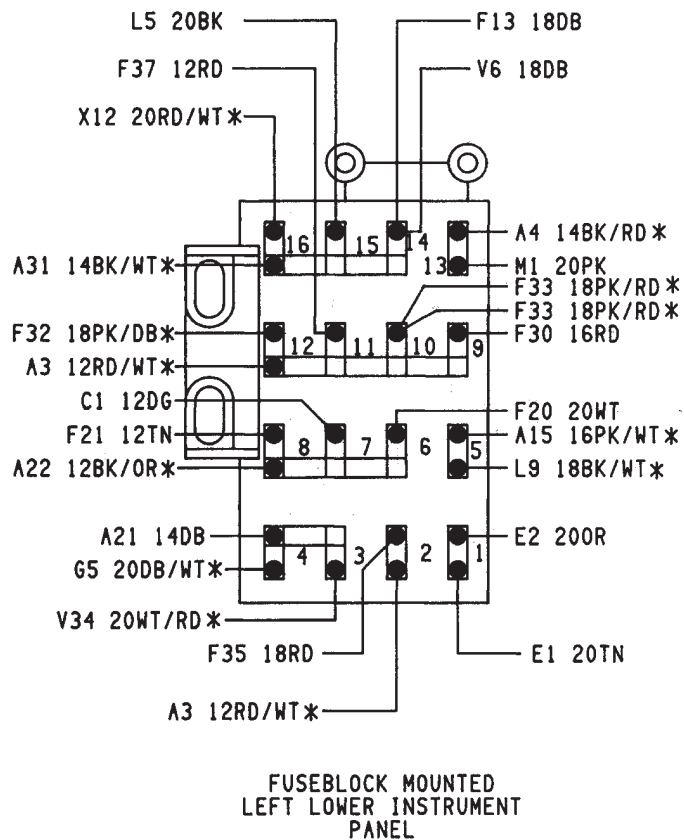 L5 20BK
F13 18DB
F37 12RD
V6 18DB
X12 20RD/WT*
16 15 14
A4 14BK/RD*
A31 14BK/WT*
13
M1 20PK
F33 18PK/RD*
F33 18PK/RD*
F32 18PK/DB*
12 11 10 9
F30 16RD
A3 12RD/WT*
C1 12DG
F20 20WT
F21 12TN
8 7 6 5
A15 16PK/WT*
A22 12BK/OR*
L9 18BK/WT*
A21 14DB
E2 20OR
4 3 2 1
G5 20DB/WT*
V34 20WT/RD*
F35 18RD
E1 20TN
A3 12RD/WT*
FUSEBLOCK MOUNTED
LEFT LOWER INSTRUMENT
PANEL